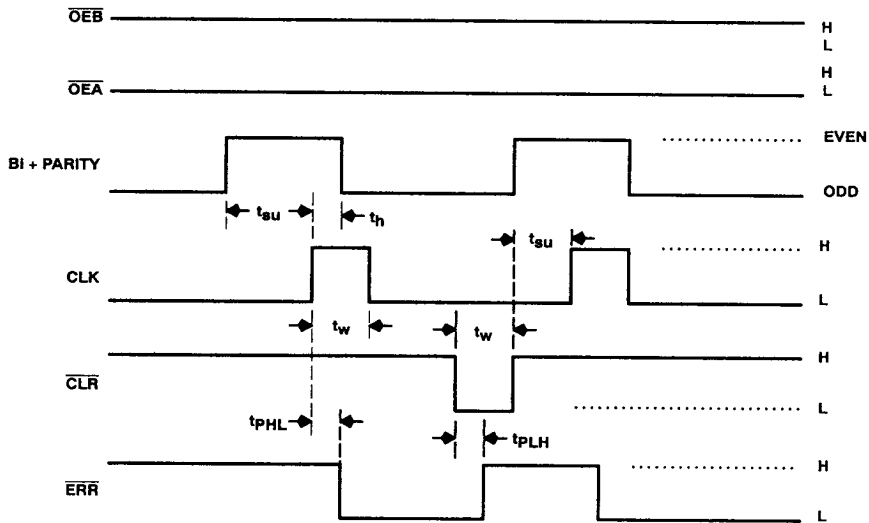 OEB
H
L
H
OEA
L
EVEN
Bi + PARITY
ODD
tsu
th
tsu
H
CLK
L
tw
tw
H
CLR
L
tPHL
tPLH
H
ERR
L